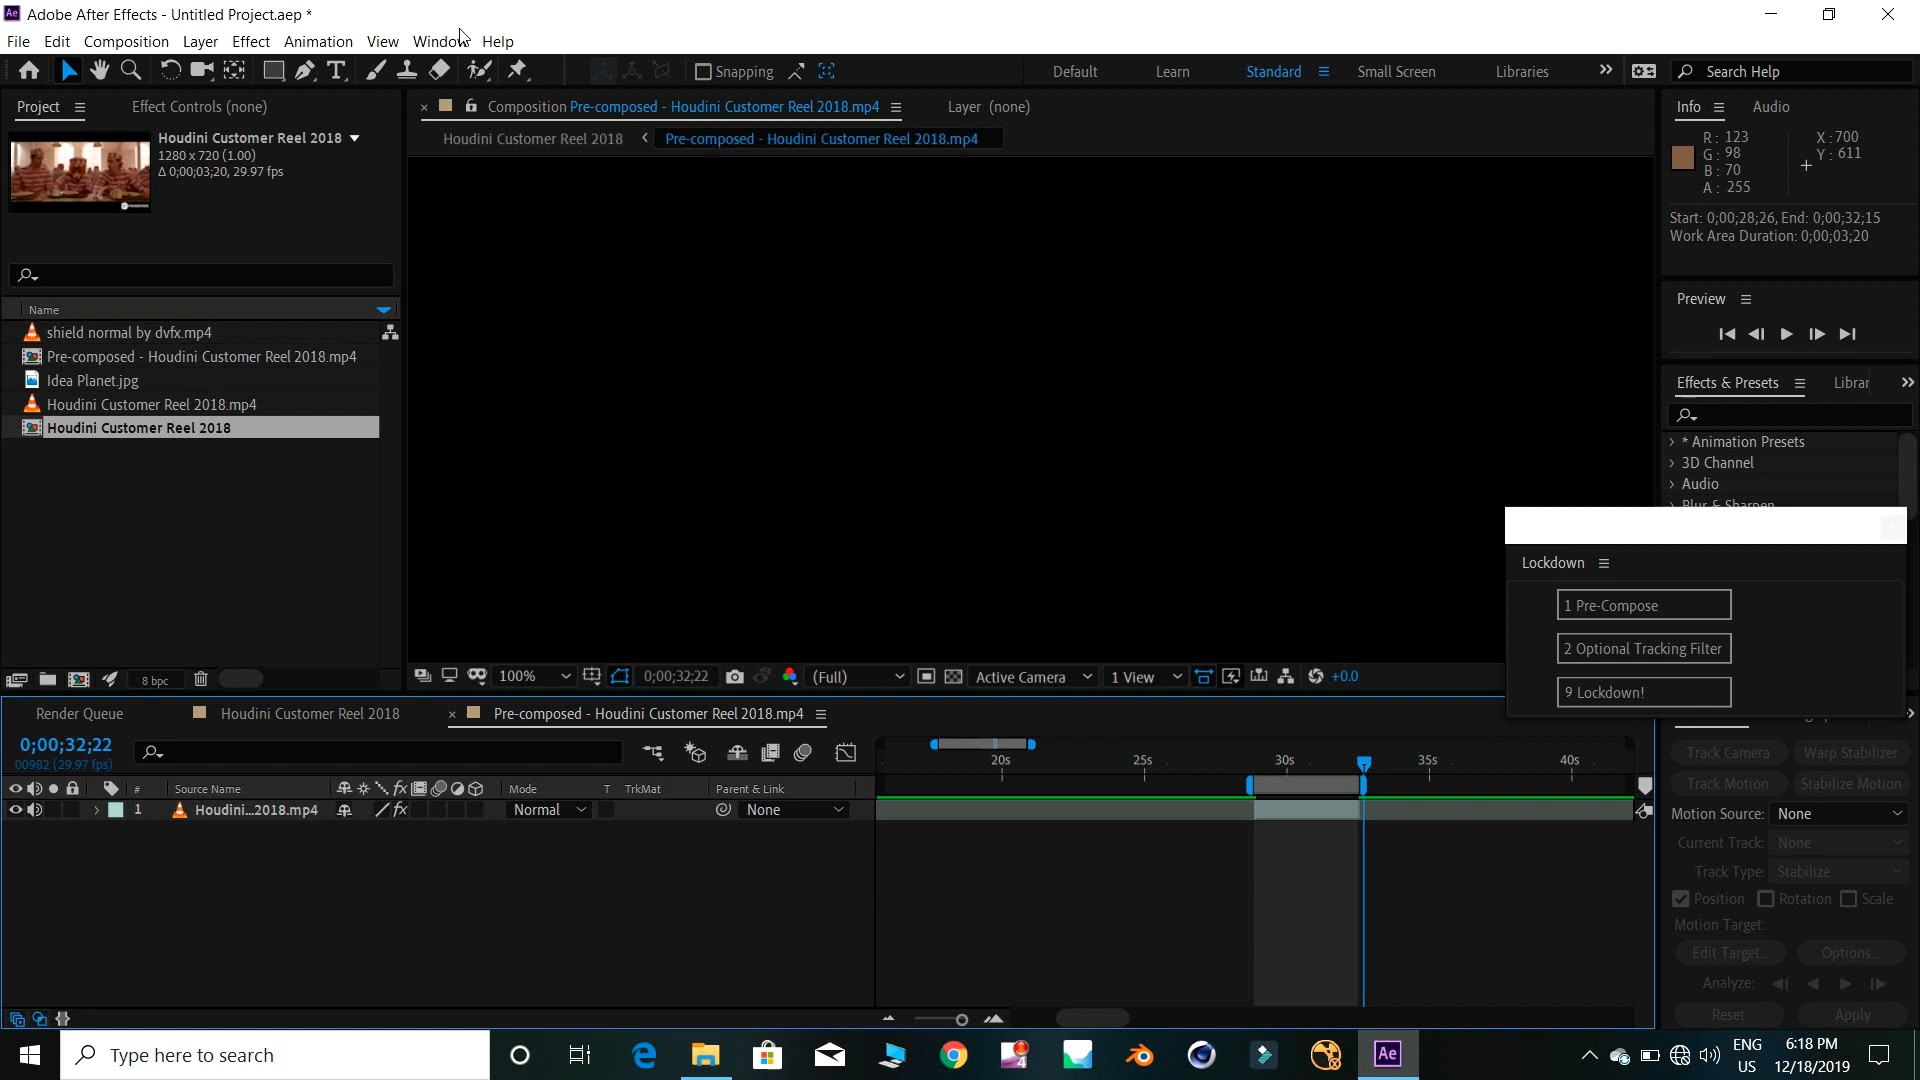 Ae Adobe After Effects - Untitled Project.aep *
File Edit Composition Layer Effect Animation View Window Help
Snapping Default Learn Standard Small Screen Libraries Search Help
Project Effect Controls (none) Composition Pre-composed - Houdini Customer Reel 2018.mp4 Layer (none) Info Audio
Houdini Customer Reel 2018
1280 x 720 (1.00)
Δ 0;00;03;20, 29.97 fps
Houdini Customer Reel 2018 Pre-composed - Houdini Customer Reel 2018.mp4
R: 123 X: 700
G: 98 Y: 611
B: 70
A: 255
Start: 0;00;28;26, End: 0;00;32;15
Work Area Duration: 0;00;03;20
Preview
Name
shield normal by dvfx.mp4
Pre-composed - Houdini Customer Reel 2018.mp4
Idea Planet.jpg
Houdini Customer Reel 2018.mp4
Houdini Customer Reel 2018
Effects & Presets Librar
* Animation Presets
3D Channel
Audio
Blur & Sharpen
Lockdown
1 Pre-Compose
2 Optional Tracking Filter
9 Lockdown!
8 bpc 100% 0;00;32;22 (Full) Active Camera 1 View +0.0
Render Queue Houdini Customer Reel 2018 Pre-composed - Houdini Customer Reel 2018.mp4
0;00;32;22
00982 (29.97 fps)
20s 25s 30s 35s 40s
# Source Name Mode T TrkMat Parent & Link
1 Houdini...2018.mp4 Normal None
Track Camera Warp Stabilizer
Track Motion Stabilize Motion
Motion Source: None
Current Track: None
Track Type: Stabilize
Position Rotation Scale
Motion Target:
Edit Target... Options...
Analyze:
Reset Apply
Type here to search
4
Ae
ENG
US
6:18 PM
12/18/2019